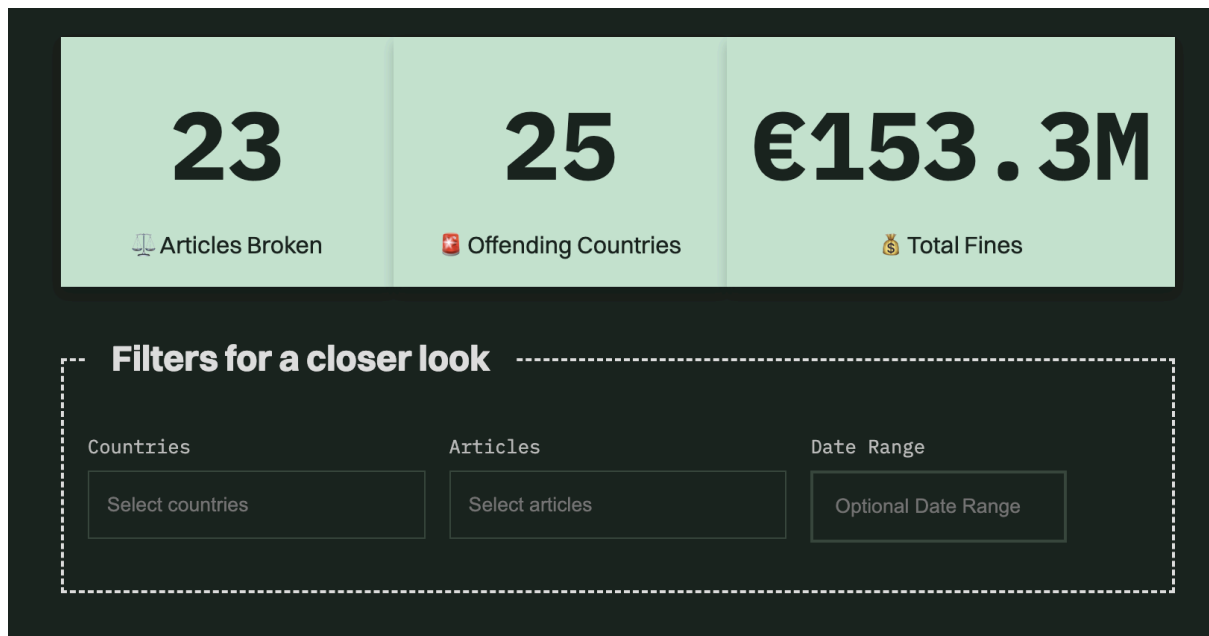 23
25
€153.3M
⚖️ Articles Broken
🚨 Offending Countries
💰 Total Fines
Filters for a closer look
Countries
Articles
Date Range
Select countries
Select articles
Optional Date Range